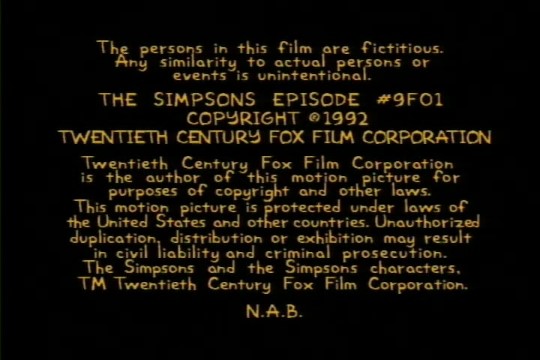 The persons in this film are fictitious.
Any similarity to actual persons or
events is unintentional.
THE SIMPSONS EPISODE #9F01
COPYRIGHT ©1992
TWENTIETH CENTURY FOX FILM CORPORATION
Twentieth Century Fox Film Corporation
is the author of this motion picture for
purposes of copyright and other laws.
This motion picture is protected under laws of
the United States and other countries. Unauthorized
duplication, distribution or exhibition may result
in civil liability and criminal prosecution.
The Simpsons and the Simpsons characters,
TM Twentieth Century Fox Film Corporation.
N.A.B.